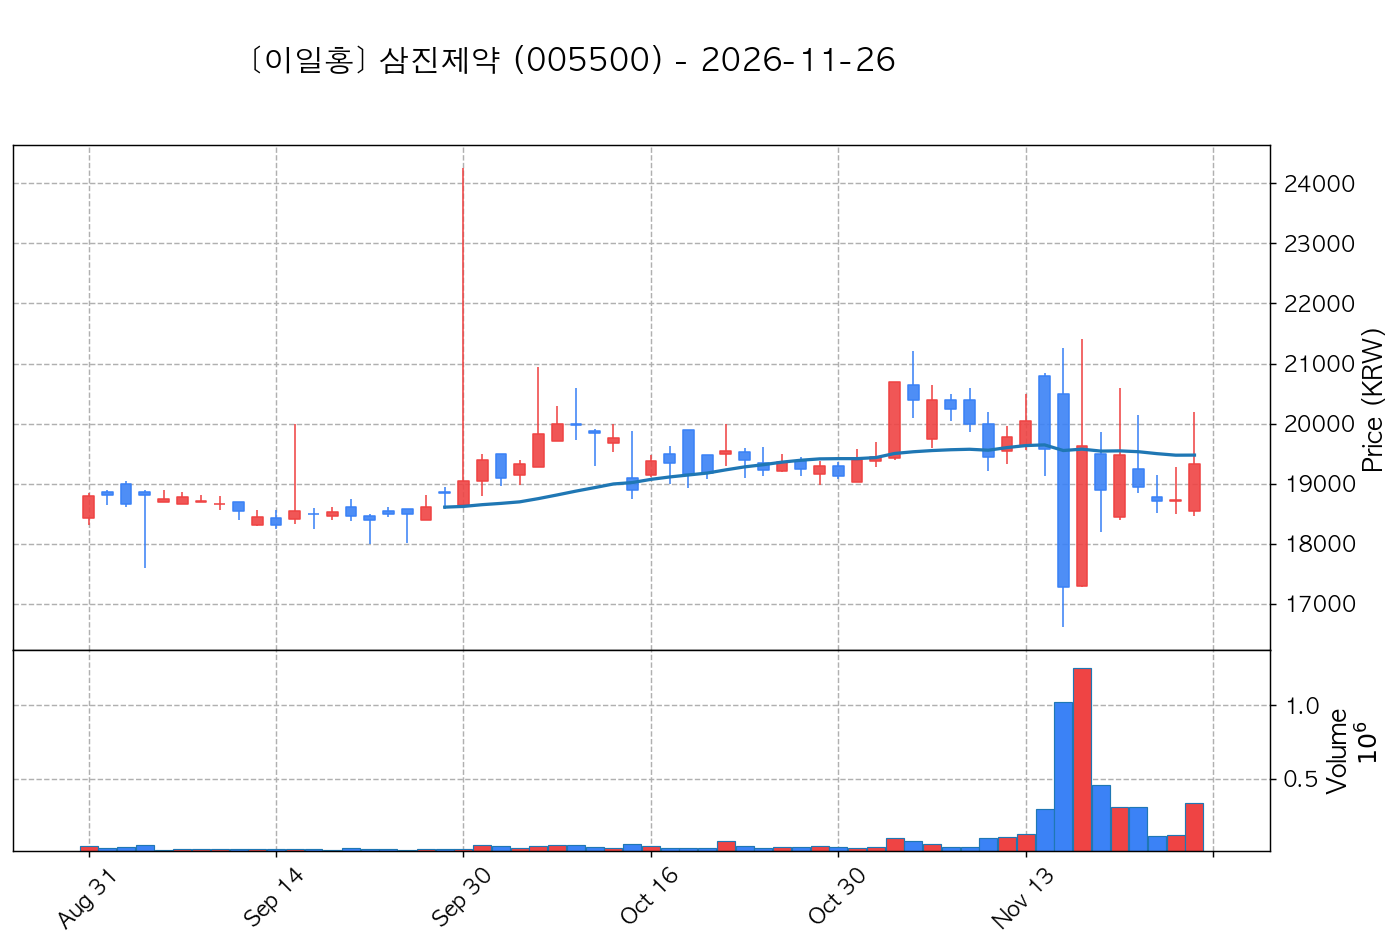 [이일홍] 삼진제약 (005500) - 2026-11-26
24000
23000
22000
21000
20000
19000
18000
17000
Price (KRW)
1.0
0.5
Volume
10^6
Aug 31
Sep 14
Sep 30
Oct 16
Oct 30
Nov 13